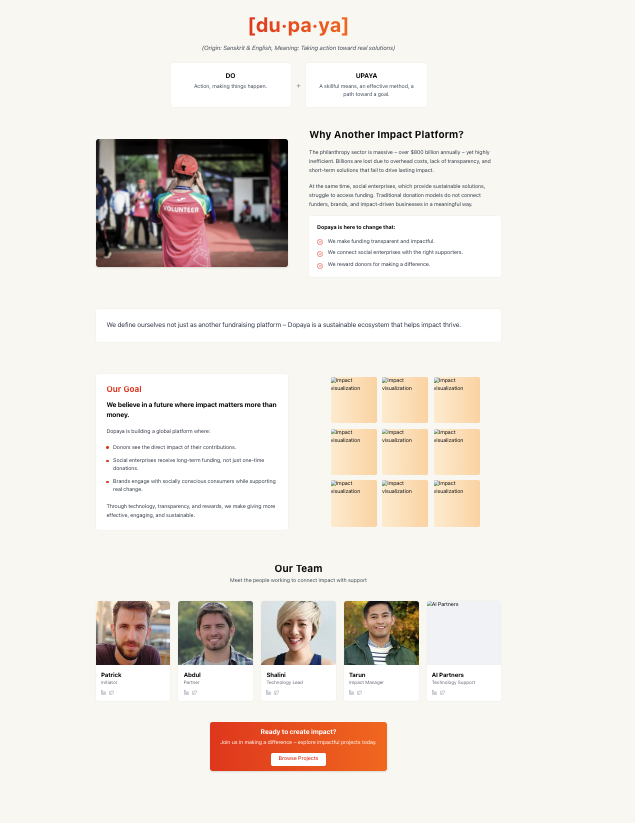 [du·pa·ya]
(Origin: Sanskrit & English, Meaning: Taking action toward real solutions)
DO
Action, making things happen.
+
UPAYA
A skillful means, an effective method, a
path toward a goal.
VOLUNTEER
Why Another Impact Platform?
The philanthropy sector is massive – over $800 billion annually – yet highly
inefficient. Billions are lost due to overhead costs, lack of transparency, and
short-term solutions that fail to drive lasting impact.
At the same time, social enterprises, which provide sustainable solutions,
struggle to access funding. Traditional donation models do not connect
funders, brands, and impact-driven businesses in a meaningful way.
Dopaya is here to change that:
We make funding transparent and impactful.
We connect social enterprises with the right supporters.
We reward donors for making a difference.
We define ourselves not just as another fundraising platform – Dopaya is a sustainable ecosystem that helps impact thrive.
Our Goal
We believe in a future where impact matters more than
money.
Dopaya is building a global platform where:
Donors see the direct impact of their contributions.
Social enterprises receive long-term funding, not just one-time
donations.
Brands engage with socially conscious consumers while supporting
real change.
Through technology, transparency, and rewards, we make giving more
effective, engaging, and sustainable.
Impact visualization
Impact visualization
Impact visualization
Impact visualization
Impact visualization
Impact visualization
Impact visualization
Impact visualization
Impact visualization
Our Team
Meet the people working to connect impact with support
Patrick
Initiator
Abdul
Partner
Shalini
Technology Lead
Tarun
Impact Manager
AI Partners
AI Partners
Technology Support
Ready to create impact?
Join us in making a difference – explore impactful projects today.
Browse Projects